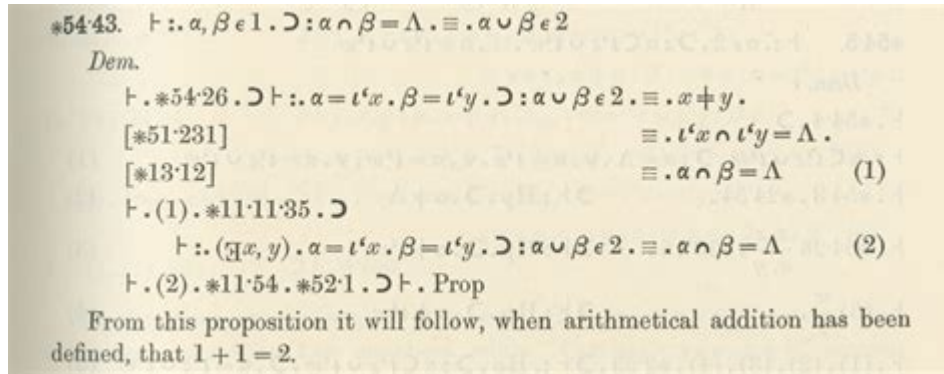 ∗54·43. ⊢:. α, β ε 1 . ⊃ : α ∩ β = Λ . ≡ . α ∪ β ε 2
Dem.
⊢ . ∗54·26 . ⊃ ⊢ :. α = ι‘x . β = ι‘y . ⊃ : α ∪ β ε 2 . ≡ . x ≠ y .
[∗51·231] ≡ . ι‘x ∩ ι‘y = Λ .
[∗13·12] ≡ . α ∩ β = Λ (1)
⊢ . (1) . ∗11·11·35 . ⊃
⊢ :. (∃x, y) . α = ι‘x . β = ι‘y . ⊃ : α ∪ β ε 2 . ≡ . α ∩ β = Λ (2)
⊢ . (2) . ∗11·54 . ∗52·1 . ⊃ ⊢ . Prop
From this proposition it will follow, when arithmetical addition has been
defined, that 1 + 1 = 2.